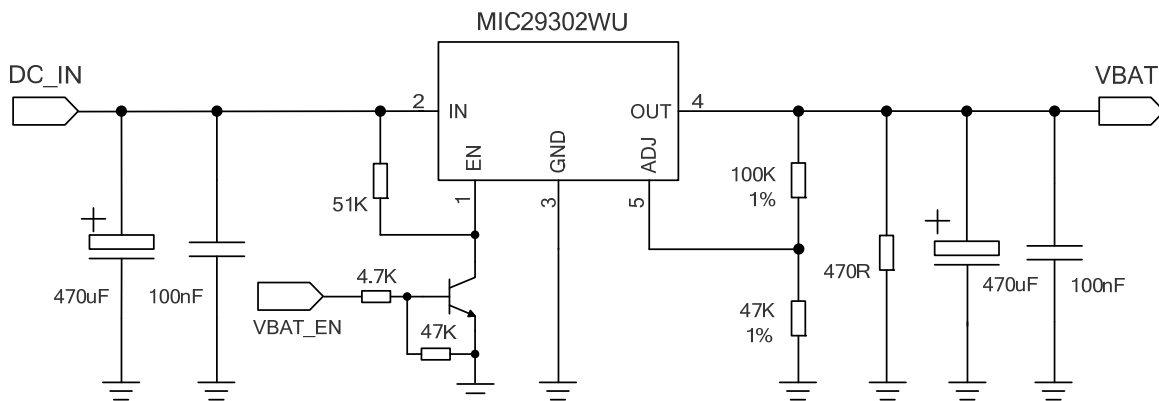 MIC29302WU
DC_IN
VBAT
2
IN
OUT
4
EN
GND
ADJ
1
3
5
51K
100K
1%
470uF
100nF
4.7K
VBAT_EN
47K
47K
1%
470R
470uF
100nF